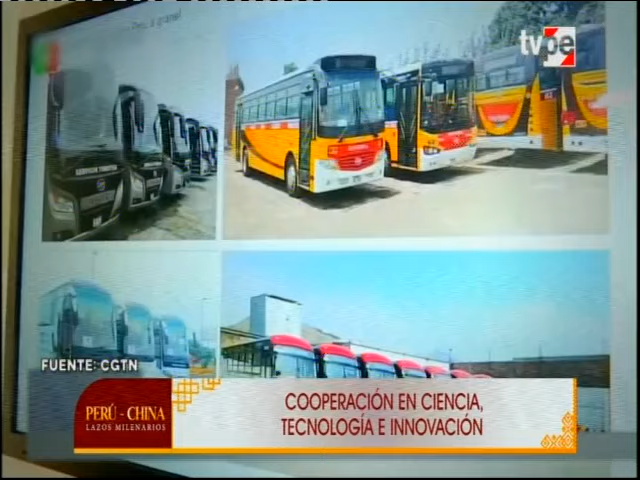 tvpe
FUENTE: CGTN
PERÚ - CHINA
LAZOS MILENARIOS
COOPERACIÓN EN CIENCIA,
TECNOLOGÍA E INNOVACIÓN